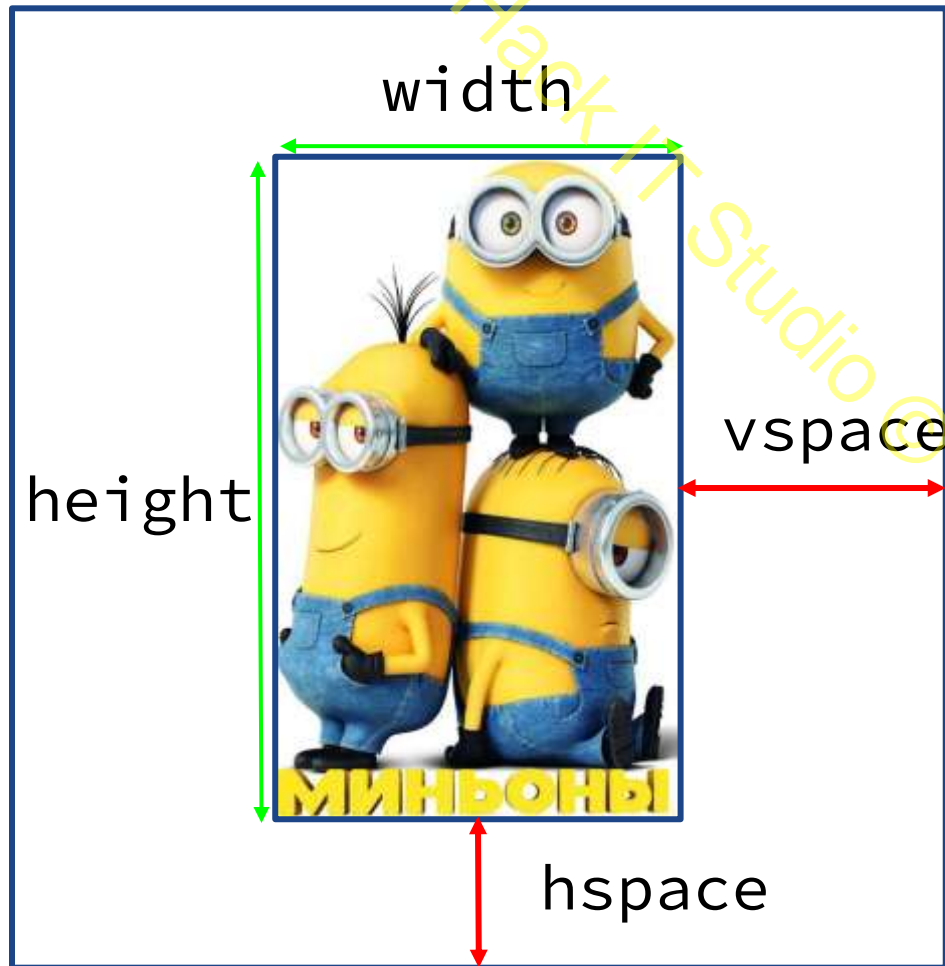 Hack IT Studio ©
width
height
vspace
МИНЬОНЫ
hspace